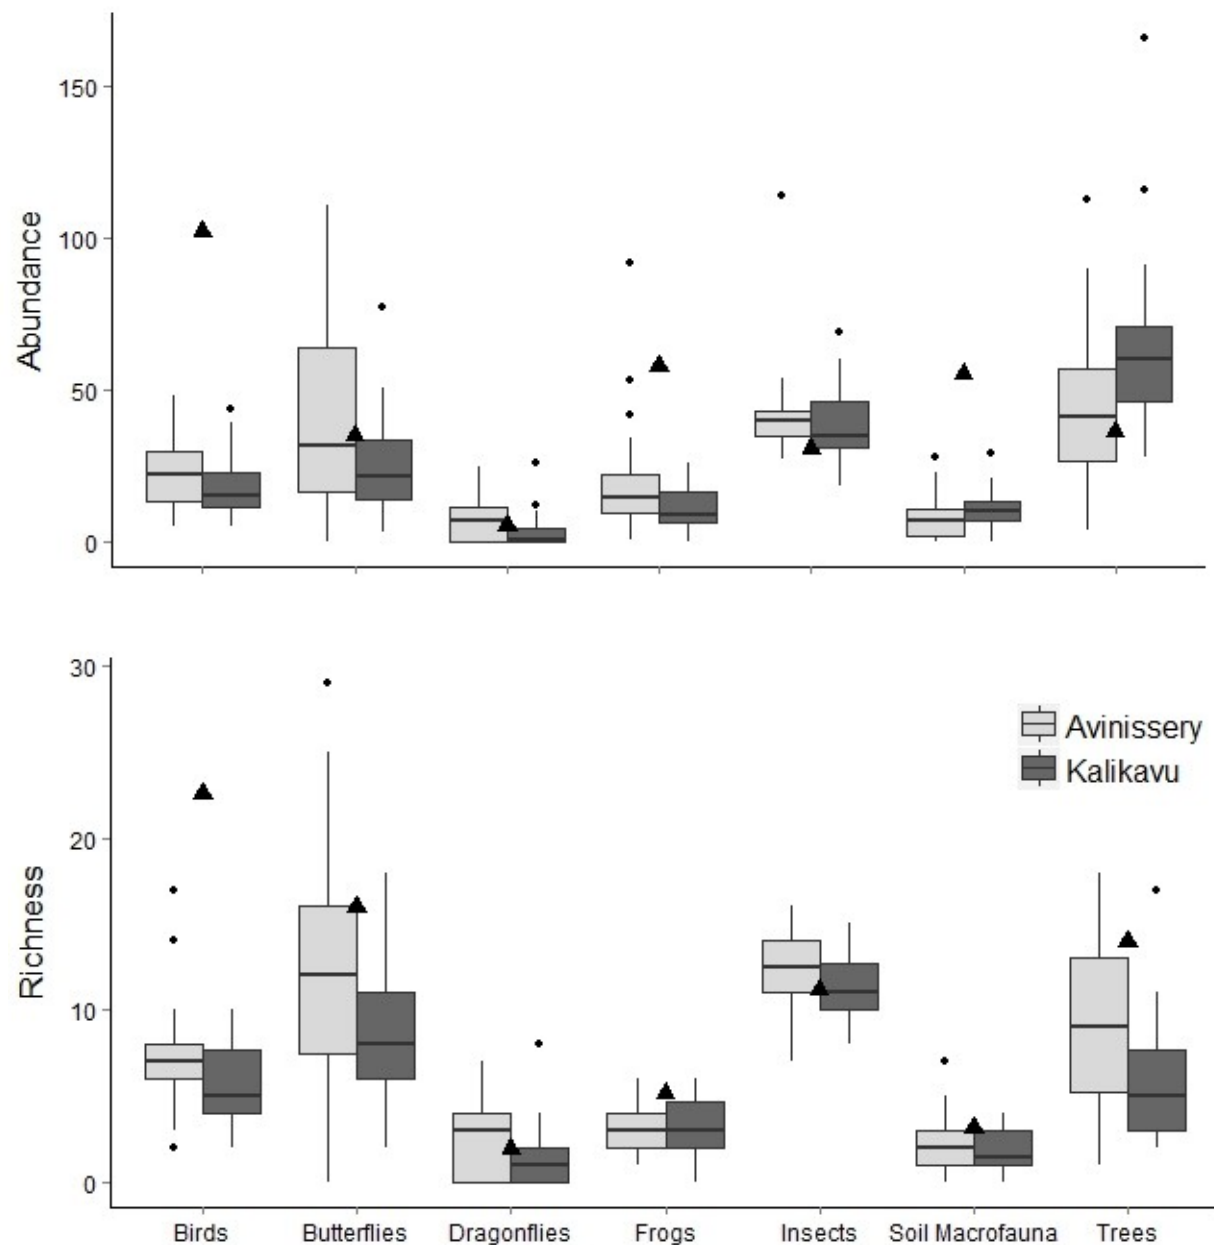 150
100
50
0
Abundance
30
20
10
0
Richness
Avinissery
Kalikavu
Birds Butterflies Dragonflies Frogs Insects Soil Macrofauna Trees